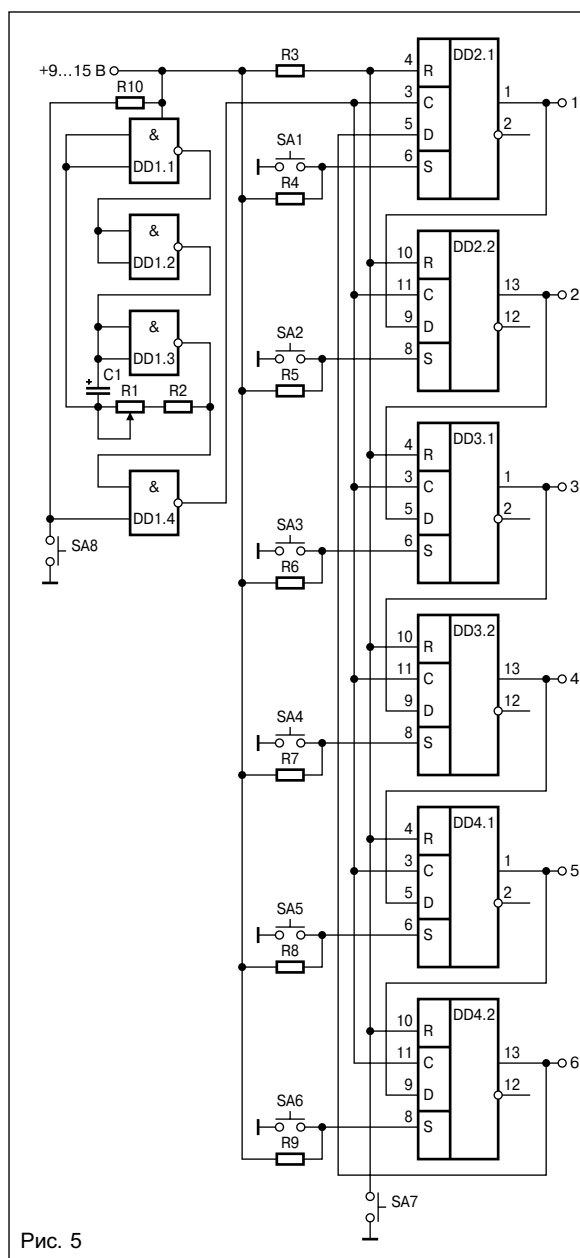 +9...15 В
R10
&
DD1.1
&
DD1.2
&
DD1.3
C1
+
R1
R2
&
DD1.4
SA8
R3
4
R
DD2.1
3
C
1
1
5
D
2
SA1
6
S
R4
10
R
DD2.2
11
C
13
2
9
D
12
SA2
8
S
R5
4
R
DD3.1
3
C
1
3
5
D
2
SA3
6
S
R6
10
R
DD3.2
11
C
13
4
9
D
12
SA4
8
S
R7
4
R
DD4.1
3
C
1
5
5
D
2
SA5
6
S
R8
10
R
DD4.2
11
C
13
6
9
D
12
SA6
8
S
R9
SA7
Рис. 5